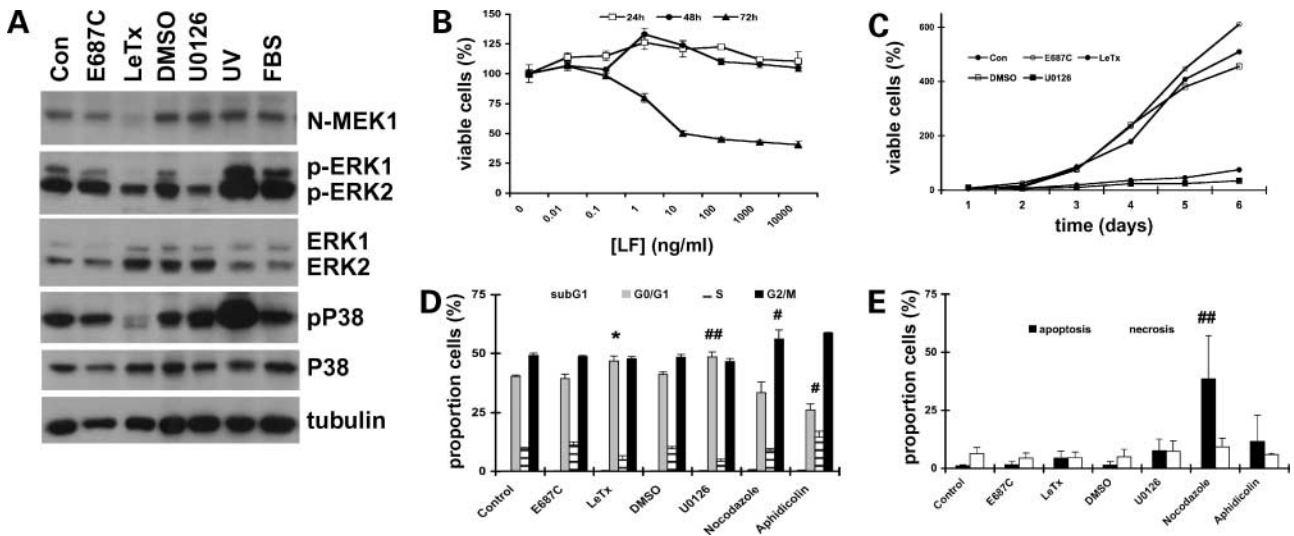 A
Con E687C LeTx DMSO U0126 UV FBS
N-MEK1
p-ERK1
p-ERK2
ERK1
ERK2
pP38
P38
tubulin
B
24h 48h 72h
viable cells (%)
150
125
100
75
50
25
0
0 0.01 0.1 1 10 100 1000 10000
[LF] (ng/ml)
C
viable cells (%)
600
400
200
0
Con E687C LeTx
DMSO U0126
1 2 3 4 5 6
time (days)
D
subG1 G0/G1 S G2/M
proportion cells (%)
75
50
25
0
* ## # #
Control E687C LeTx DMSO U0126 Nocodazole Aphidicolin
E
apoptosis necrosis
proportion cells (%)
75
50
25
0
##
Control E687C LeTx DMSO U0126 Nocodazole Aphidicolin